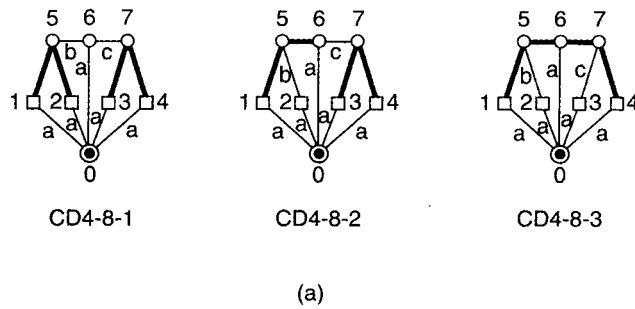 5 6 7 5 6 7 5 6 7
b a c b a c b a c
1 2 3 4 1 2 3 4 1 2 3 4
a a a a a a a a a a a a
0 0 0
CD4-8-1 CD4-8-2 CD4-8-3
(a)